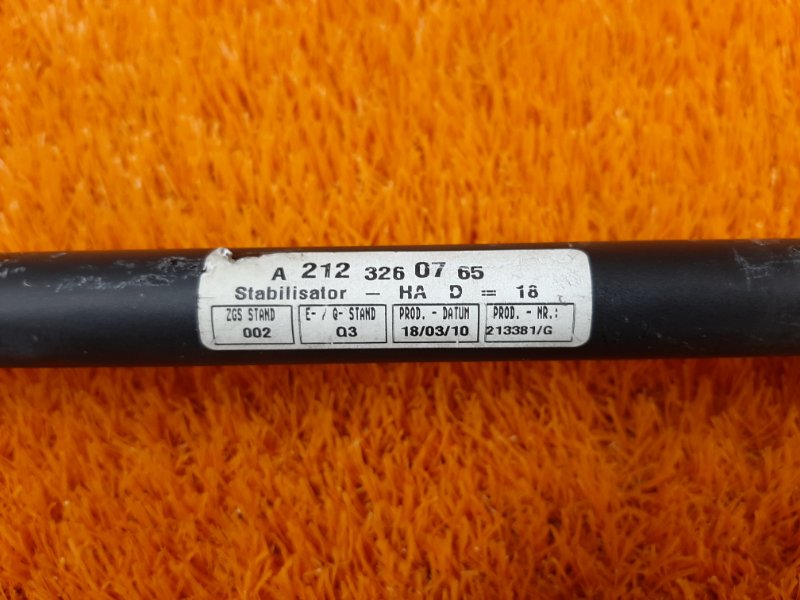 A 212 326 07 65
Stabilisator - HA D = 18
ZGS STAND E- / Q- STAND PROD. - DATUM PROD. - NR.:
002 Q3 18/03/10 213381/G